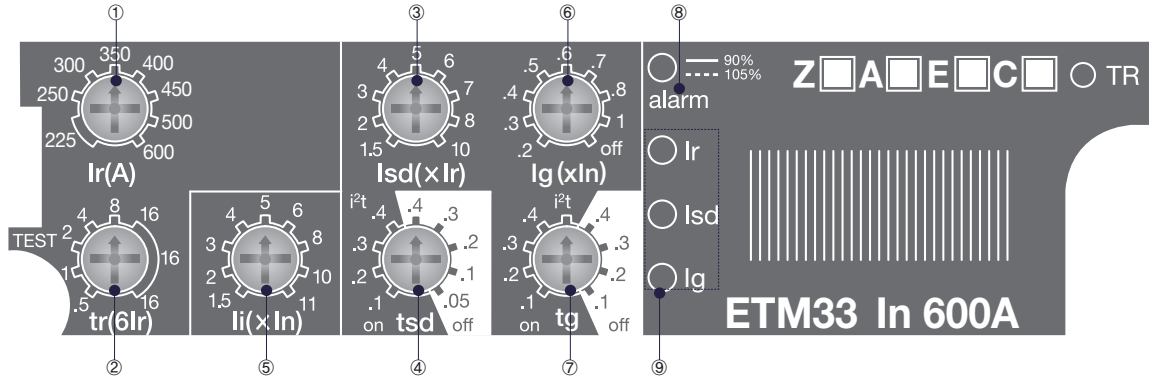 ① ③ ⑥ ⑧
225 250 300 350 400 450 500 600
Ir(A)
1.5 2 3 4 5 6 7 8 10
Isd(×Ir)
.2 .3 .4 .5 .6 .7 .8 1 off
Ig(xIn)
90%
105%
alarm
Z A E C TR
Ir
Isd
Ig
TEST
.5 1 2 4 8 16 16 16
tr(6Ir)
1.5 2 3 4 5 6 8 10 11
Ii(×In)
i²t
.1 .2 .3 .4 .4 .3 .2 .1 .05
on tsd off
i²t
.1 .2 .3 .4 .4 .3 .2 .1
on tg off
ETM33 In 600A
② ⑤ ④ ⑦ ⑨